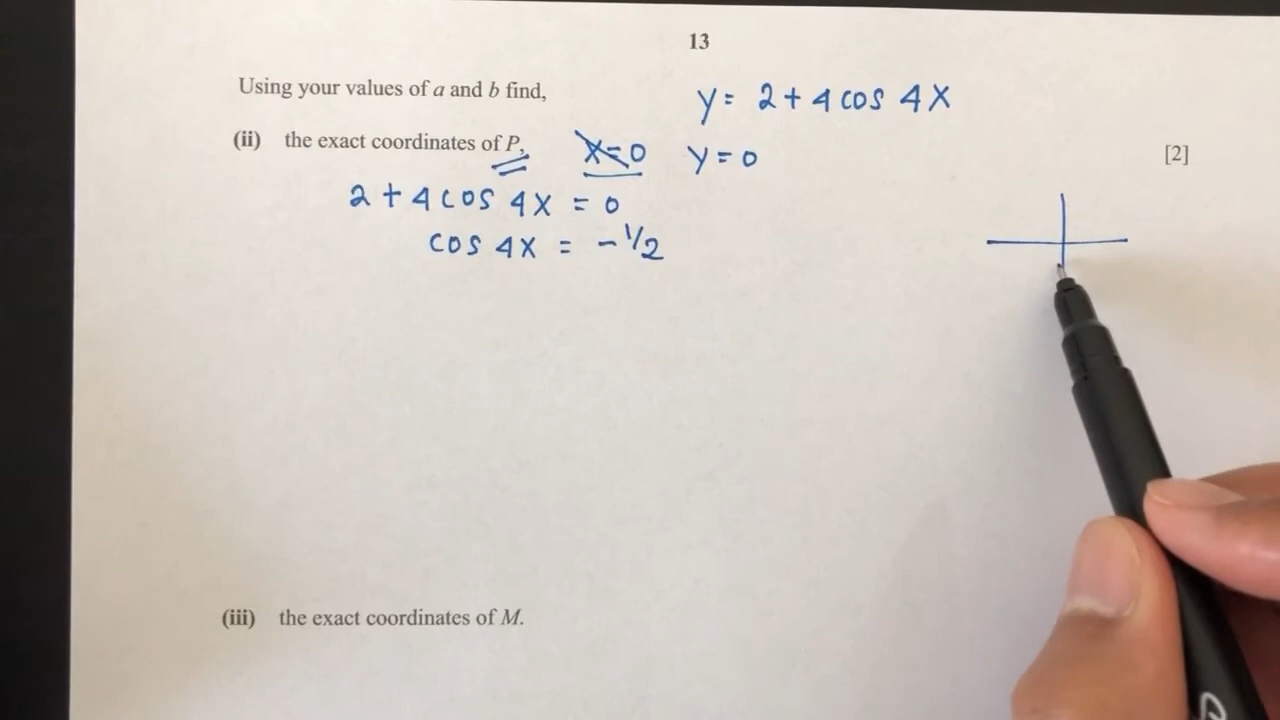 13
Using your values of a and b find,
y = 2 + 4 cos 4x
(ii) the exact coordinates of P, x=0 y = 0
[2]
2 + 4 cos 4x = 0
cos 4x = -1/2
(iii) the exact coordinates of M.